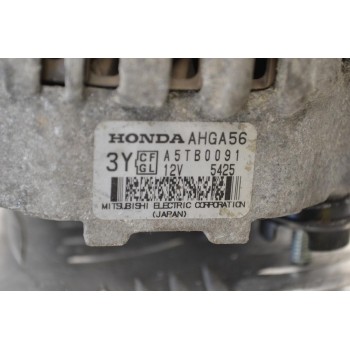 HONDA AHGA56
3Y CF GL A5TB0091
12V 5425
MITSUBISHI ELECTRIC CORPORATION
(JAPAN)